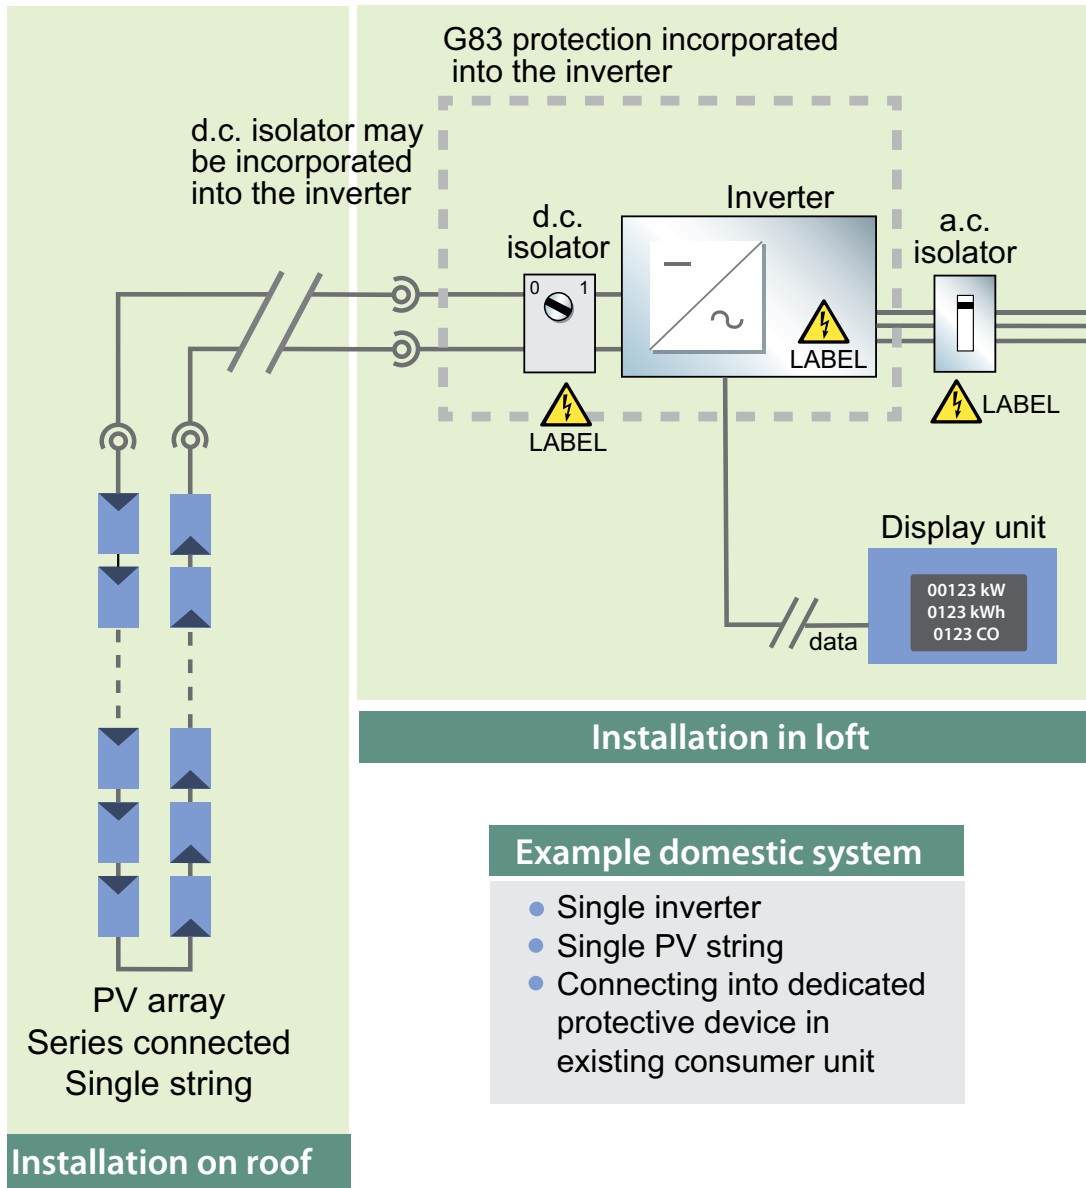 G83 protection incorporated
into the inverter
d.c. isolator may
be incorporated
into the inverter
d.c.
isolator
0 1
LABEL
Inverter
LABEL
a.c.
isolator
LABEL
Display unit
00123 kW
0123 kWh
0123 CO
data
Installation in loft
PV array
Series connected
Single string
Installation on roof
Example domestic system
Single inverter
Single PV string
Connecting into dedicated
protective device in
existing consumer unit